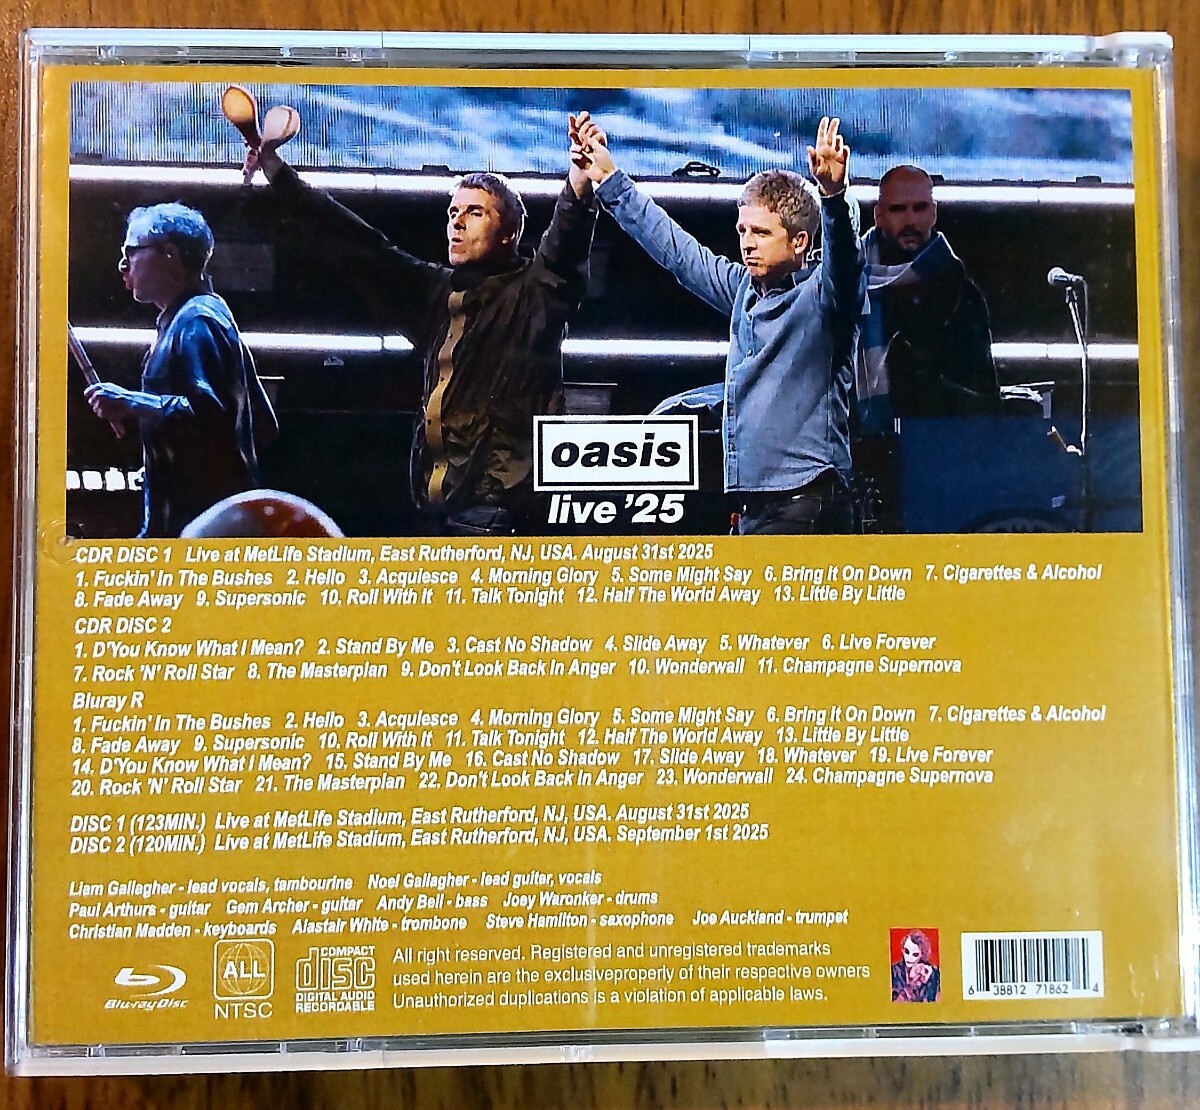 oasis
live '25
CDR DISC 1 Live at MetLife Stadium, East Rutherford, NJ, USA. August 31st 2025
1. Fuckin' In The Bushes 2. Hello 3. Acquiesce 4. Morning Glory 5. Some Might Say 6. Bring It On Down 7. Cigarettes & Alcohol
8. Fade Away 9. Supersonic 10. Roll With It 11. Talk Tonight 12. Half The World Away 13. Little By Little
CDR DISC 2
1. D'You Know What I Mean? 2. Stand By Me 3. Cast No Shadow 4. Slide Away 5. Whatever 6. Live Forever
7. Rock 'N' Roll Star 8. The Masterplan 9. Don't Look Back In Anger 10. Wonderwall 11. Champagne Supernova
Bluray R
1. Fuckin' In The Bushes 2. Hello 3. Acquiesce 4. Morning Glory 5. Some Might Say 6. Bring It On Down 7. Cigarettes & Alcohol
8. Fade Away 9. Supersonic 10. Roll With It 11. Talk Tonight 12. Half The World Away 13. Little By Little
14. D'You Know What I Mean? 15. Stand By Me 16. Cast No Shadow 17. Slide Away 18. Whatever 19. Live Forever
20. Rock 'N' Roll Star 21. The Masterplan 22. Don't Look Back In Anger 23. Wonderwall 24. Champagne Supernova
DISC 1 (123MIN.) Live at MetLife Stadium, East Rutherford, NJ, USA. August 31st 2025
DISC 2 (120MIN.) Live at MetLife Stadium, East Rutherford, NJ, USA. September 1st 2025
Liam Gallagher - lead vocals, tambourine Noel Gallagher - lead guitar, vocals
Paul Arthurs - guitar Gem Archer - guitar Andy Bell - bass Joey Waronker - drums
Christian Madden - keyboards Alastair White - trombone Steve Hamilton - saxophone Joe Auckland - trumpet
Blu-ray Disc
ALL
NTSC
COMPACT
disc
DIGITAL AUDIO
RECORDABLE
All right reserved. Registered and unregistered trademarks
used herein are the exclusiveproperly of their respective owners
Unauthorized duplications is a violation of applicable laws.
6 38812 71862 4